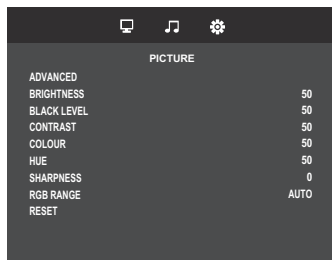 PICTURE
ADVANCED
BRIGHTNESS 50
BLACK LEVEL 50
CONTRAST 50
COLOUR 50
HUE 50
SHARPNESS 0
RGB RANGE AUTO
RESET